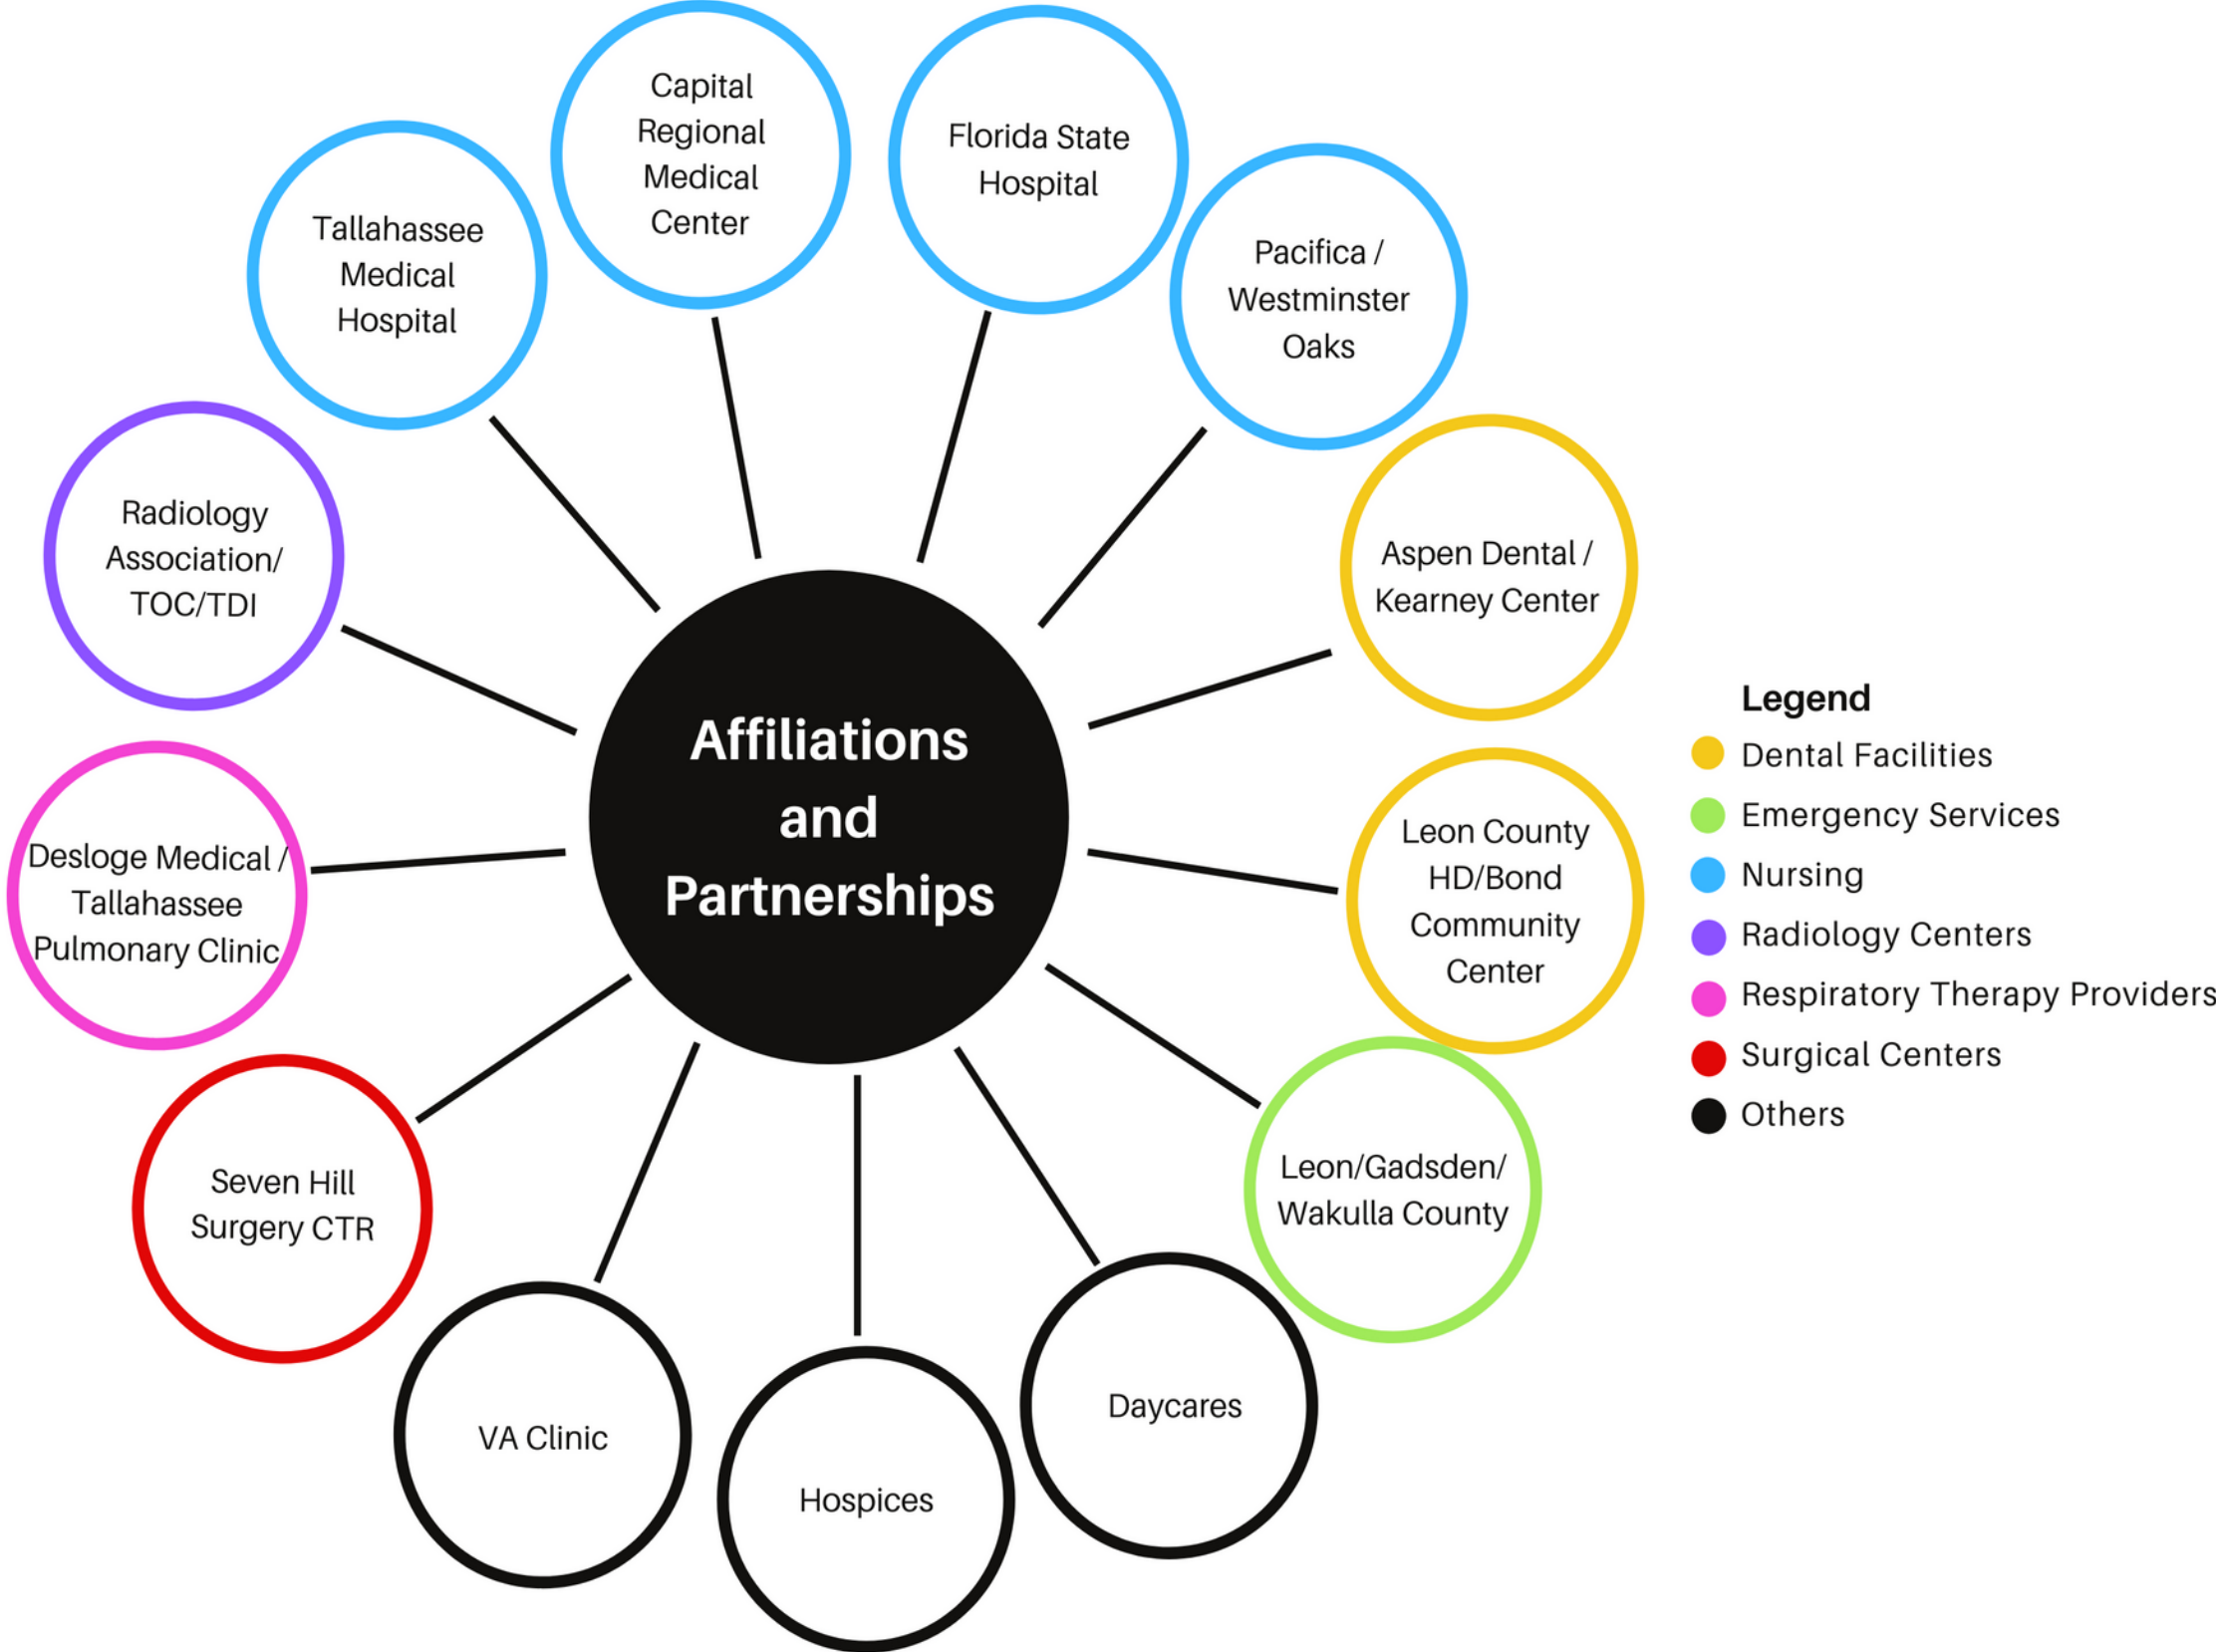 Capital
Regional
Medical
Center
Florida State
Hospital
Tallahassee
Medical
Hospital
Pacifica /
Westminster
Oaks
Radiology
Association/
TOC/TDI
Aspen Dental /
Kearney Center
Affiliations
and
Partnerships
Desloge Medical /
Tallahassee
Pulmonary Clinic
Leon County
HD/Bond
Community
Center
Seven Hill
Surgery CTR
Leon/Gadsden/
Wakulla County
VA Clinic
Hospices
Daycares
Legend
Dental Facilities
Emergency Services
Nursing
Radiology Centers
Respiratory Therapy Providers
Surgical Centers
Others